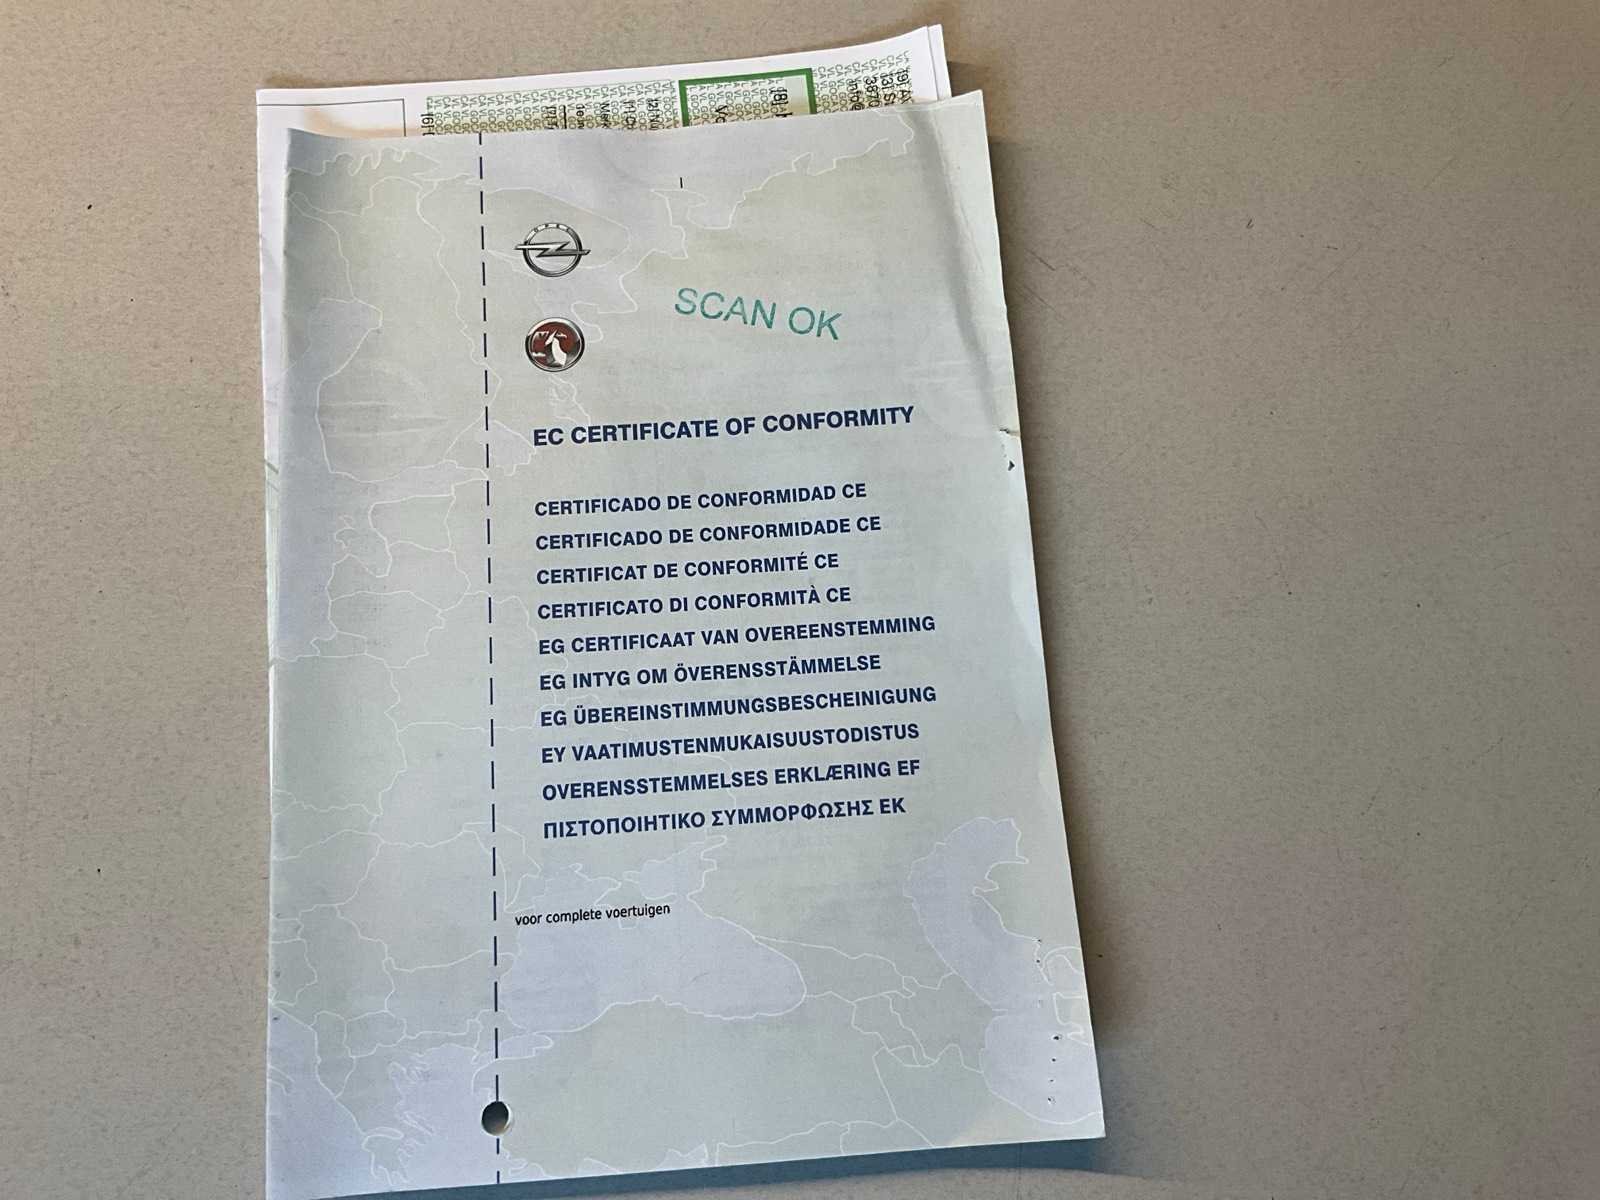 OPEL
SCAN OK
EC CERTIFICATE OF CONFORMITY
CERTIFICADO DE CONFORMIDAD CE
CERTIFICADO DE CONFORMIDADE CE
CERTIFICAT DE CONFORMITÉ CE
CERTIFICATO DI CONFORMITÀ CE
EG CERTIFICAAT VAN OVEREENSTEMMING
EG INTYG OM ÖVERENSSTÄMMELSE
EG ÜBEREINSTIMMUNGSBESCHEINIGUNG
EY VAATIMUSTENMUKAISUUSTODISTUS
OVERENSSTEMMELSES ERKLÆRING EF
ΠΙΣΤΟΠΟΙΗΤΙΚΟ ΣΥΜΜΟΡΦΩΣΗΣ ΕΚ
voor complete voertuigen